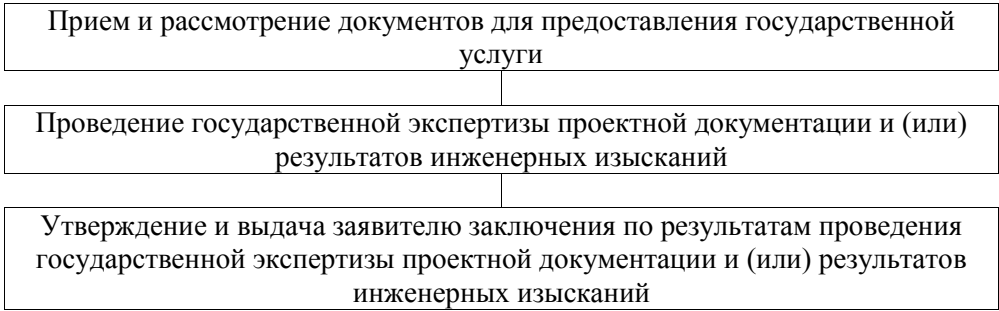 Прием и рассмотрение документов для предоставления государственной
услуги
Проведение государственной экспертизы проектной документации и (или)
результатов инженерных изысканий
Утверждение и выдача заявителю заключения по результатам проведения
государственной экспертизы проектной документации и (или) результатов
инженерных изысканий